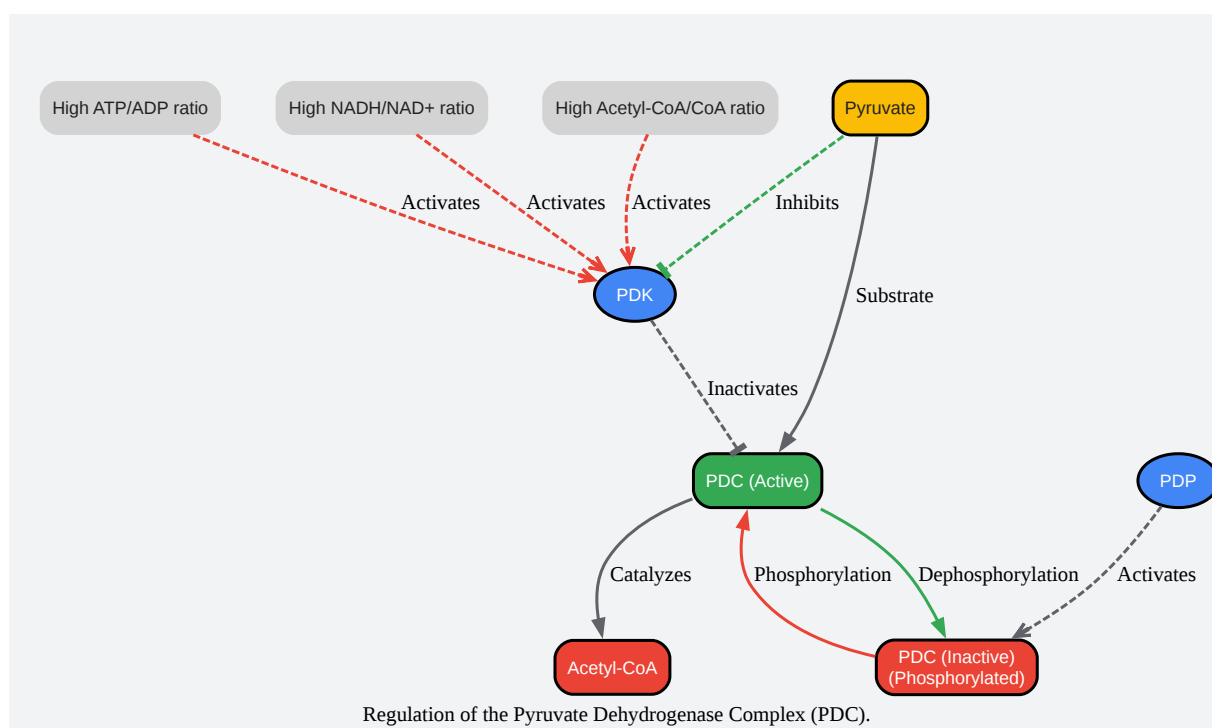 High ATP/ADP ratio
High NADH/NAD+ ratio
High Acetyl-CoA/CoA ratio
Pyruvate
Activates
Activates
Activates
Inhibits
PDK
Substrate
Inactivates
PDC (Active)
PDP
Catalyzes
Phosphorylation
Dephosphorylation
Activates
Acetyl-CoA
PDC (Inactive)
(Phosphorylated)
Regulation of the Pyruvate Dehydrogenase Complex (PDC).